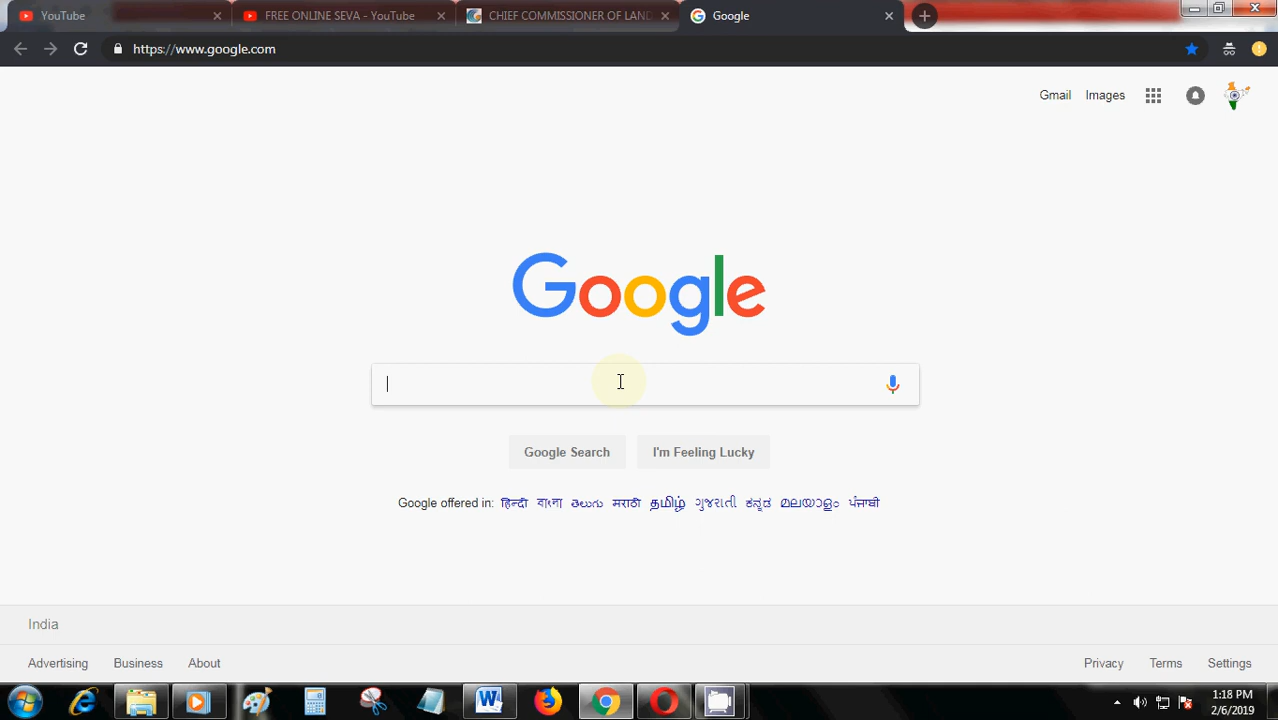 YouTube
FREE ONLINE SEVA - YouTube
CHIEF COMMISSIONER OF LAND
Google
https://www.google.com
Gmail Images
Google
Google Search
I'm Feeling Lucky
Google offered in: हिन्दी বাংলা తెలుగు मराठी தமிழ் ગુજરાતી ಕನ್ನಡ മലയാളം ਪੰਜਾਬੀ
India
Advertising Business About
Privacy Terms Settings
1:18 PM
2/6/2019